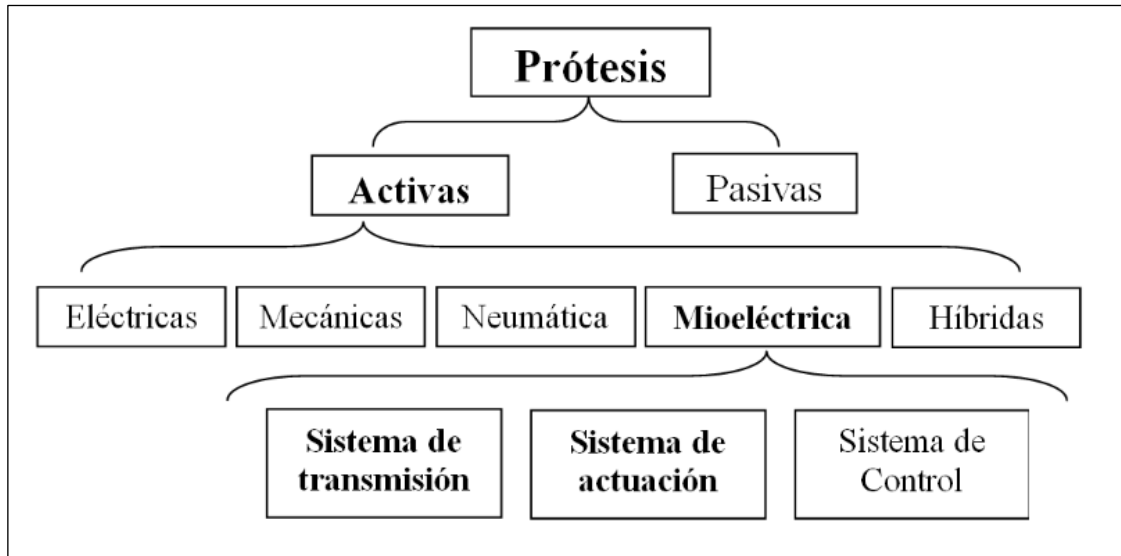 Prótesis
Activas
Pasivas
Eléctricas
Mecánicas
Neumática
Mioeléctrica
Híbridas
Sistema de
transmisión
Sistema de
actuación
Sistema de
Control